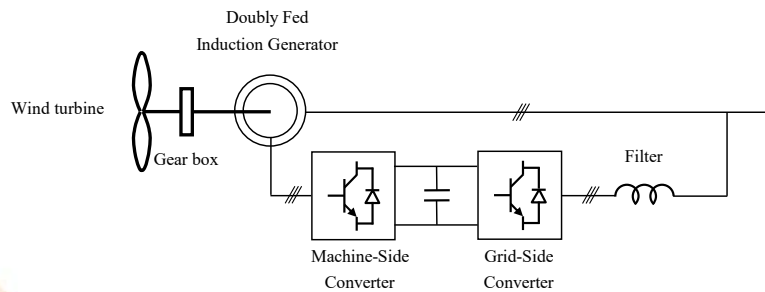 Doubly Fed
Induction Generator
Wind turbine
Gear box
Filter
Machine-Side
Converter
Grid-Side
Converter